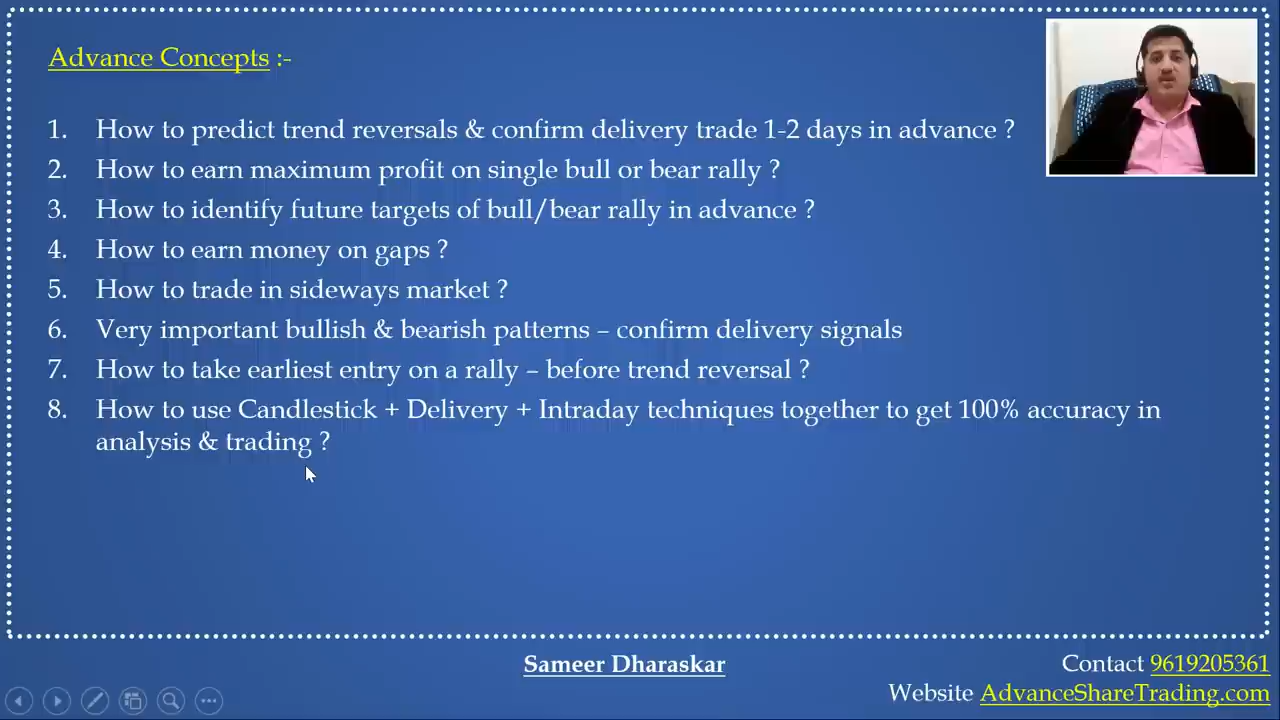 Advance Concepts :-
1. How to predict trend reversals & confirm delivery trade 1-2 days in advance ?
2. How to earn maximum profit on single bull or bear rally ?
3. How to identify future targets of bull/bear rally in advance ?
4. How to earn money on gaps ?
5. How to trade in sideways market ?
6. Very important bullish & bearish patterns – confirm delivery signals
7. How to take earliest entry on a rally – before trend reversal ?
8. How to use Candlestick + Delivery + Intraday techniques together to get 100% accuracy in
analysis & trading ?
Sameer Dharaskar
Contact 9619205361
Website AdvanceShareTrading.com